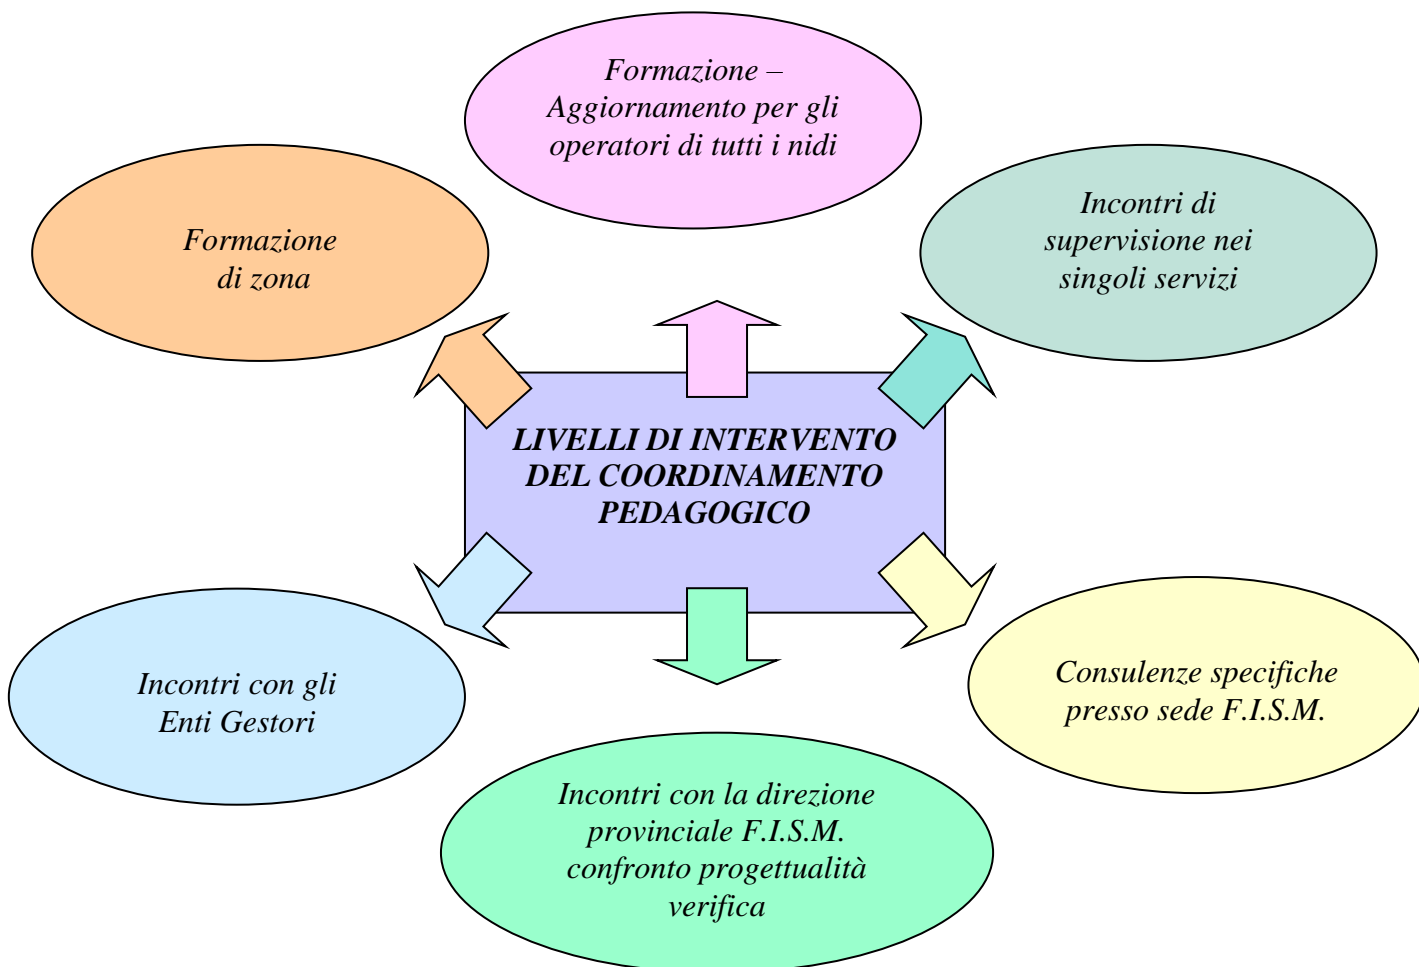 Formazione –
Aggiornamento per gli
operatori di tutti i nidi
Formazione
di zona
Incontri di
supervisione nei
singoli servizi
LIVELLI DI INTERVENTO
DEL COORDINAMENTO
PEDAGOGICO
Incontri con gli
Enti Gestori
Consulenze specifiche
presso sede F.I.S.M.
Incontri con la direzione
provinciale F.I.S.M.
confronto progettualità
verifica